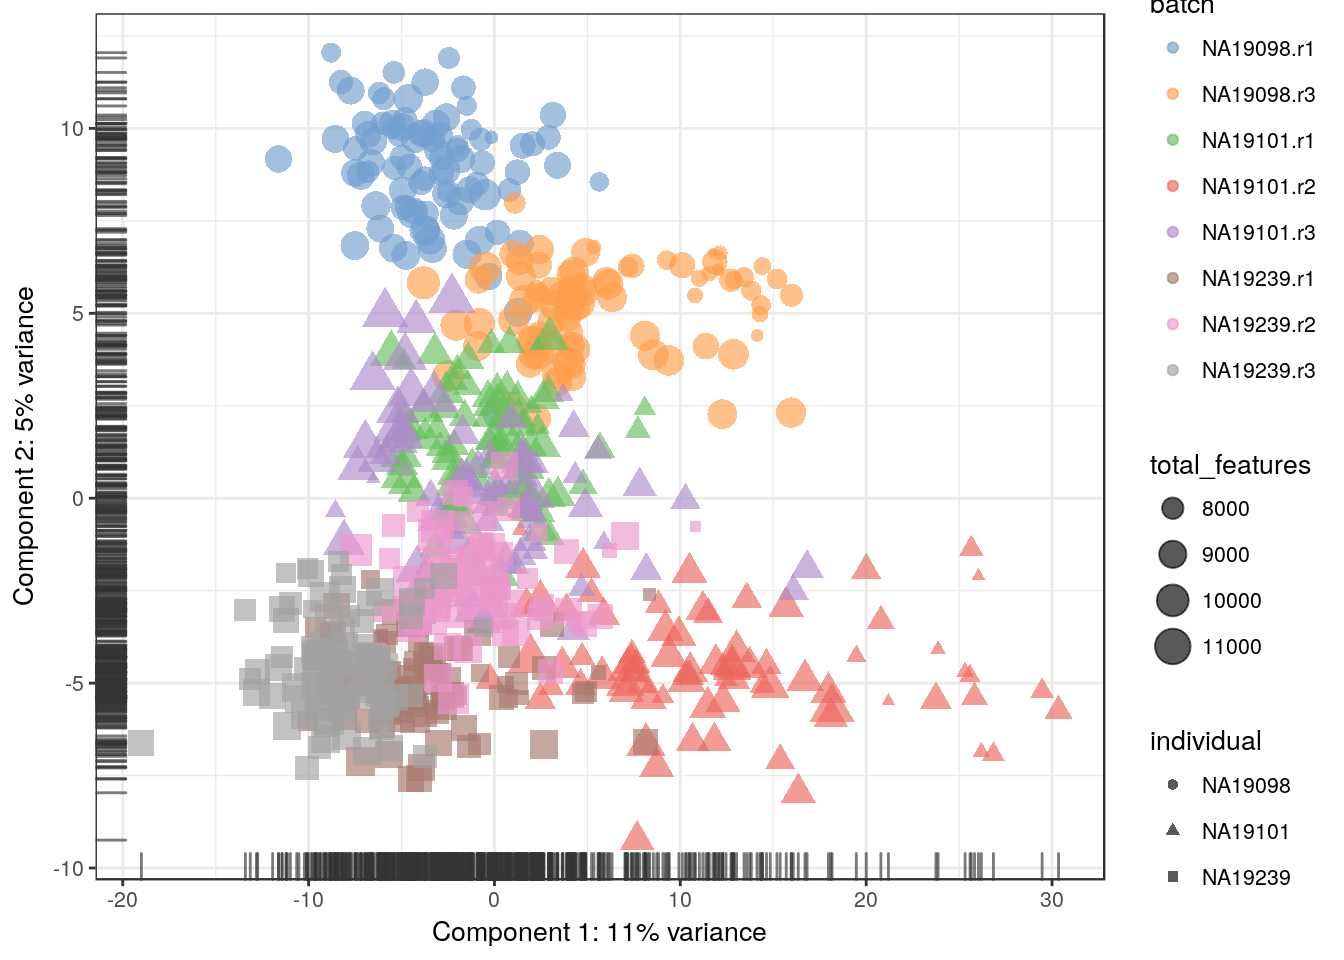 batch
NA19098.r1
NA19098.r3
NA19101.r1
NA19101.r2
NA19101.r3
NA19239.r1
NA19239.r2
NA19239.r3
total_features
8000
9000
10000
11000
individual
NA19098
NA19101
NA19239
Component 2: 5% variance
10
5
0
-5
-10
-20
-10
0
10
20
30
Component 1: 11% variance